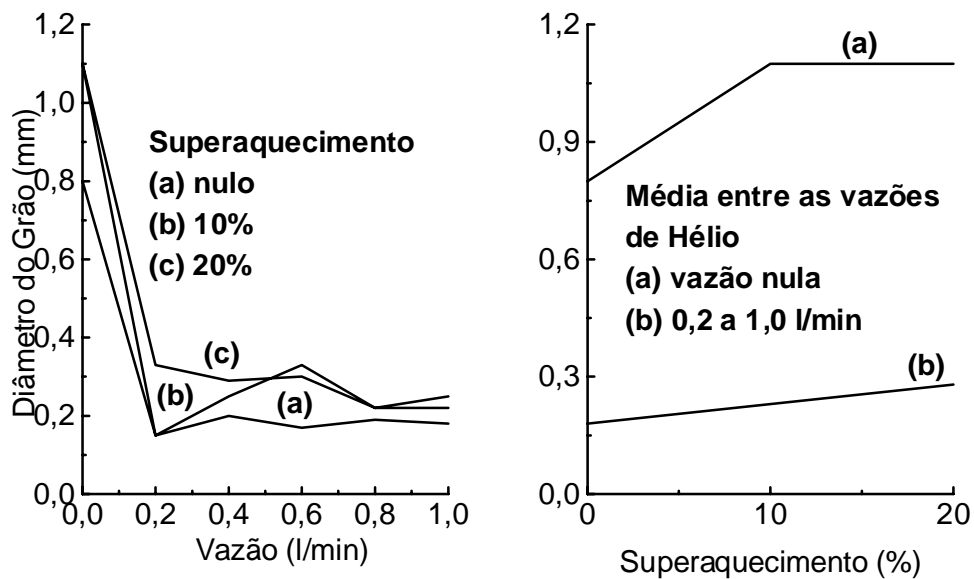 Diâmetro do Grão (mm)
1,2
1,0
0,8
0,6
0,4
0,2
0,0
Superaquecimento
(a) nulo
(b) 10%
(c) 20%
(c)
(b)
(a)
0,0 0,2 0,4 0,6 0,8 1,0
Vazão (l/min)
1,2
0,9
0,6
0,3
0,0
(a)
Média entre as vazões
de Hélio
(a) vazão nula
(b) 0,2 a 1,0 l/min
(b)
0 10 20
Superaquecimento (%)